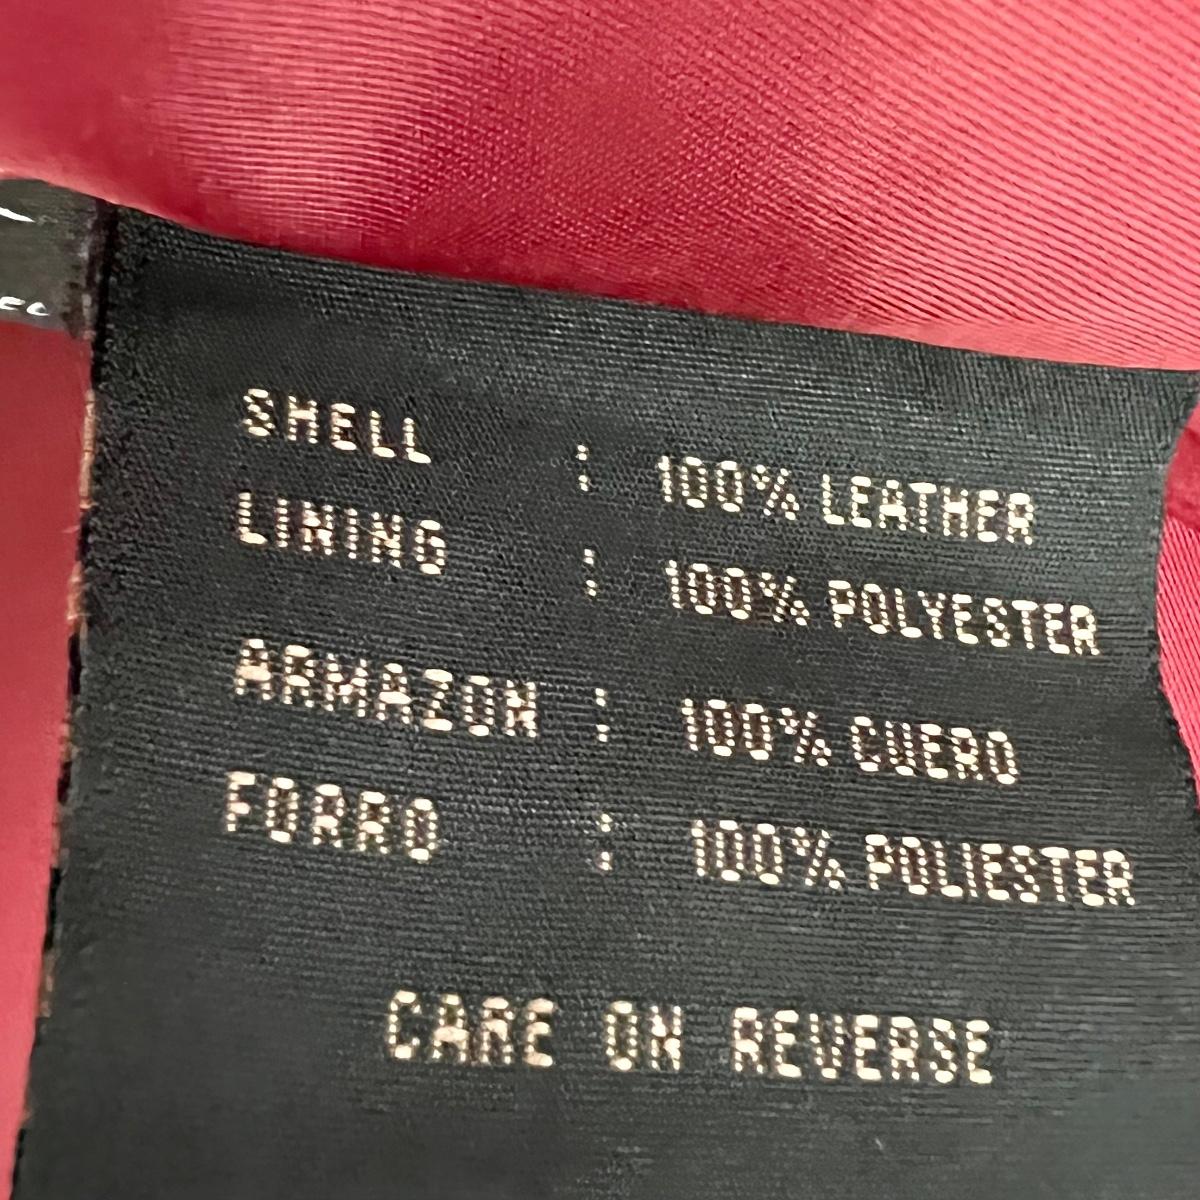 SHELL : 100% LEATHER
LINING : 100% POLYESTER
ARMAZON : 100% CUERO
FORRO : 100% POLIESTER
CARE ON REVERSE